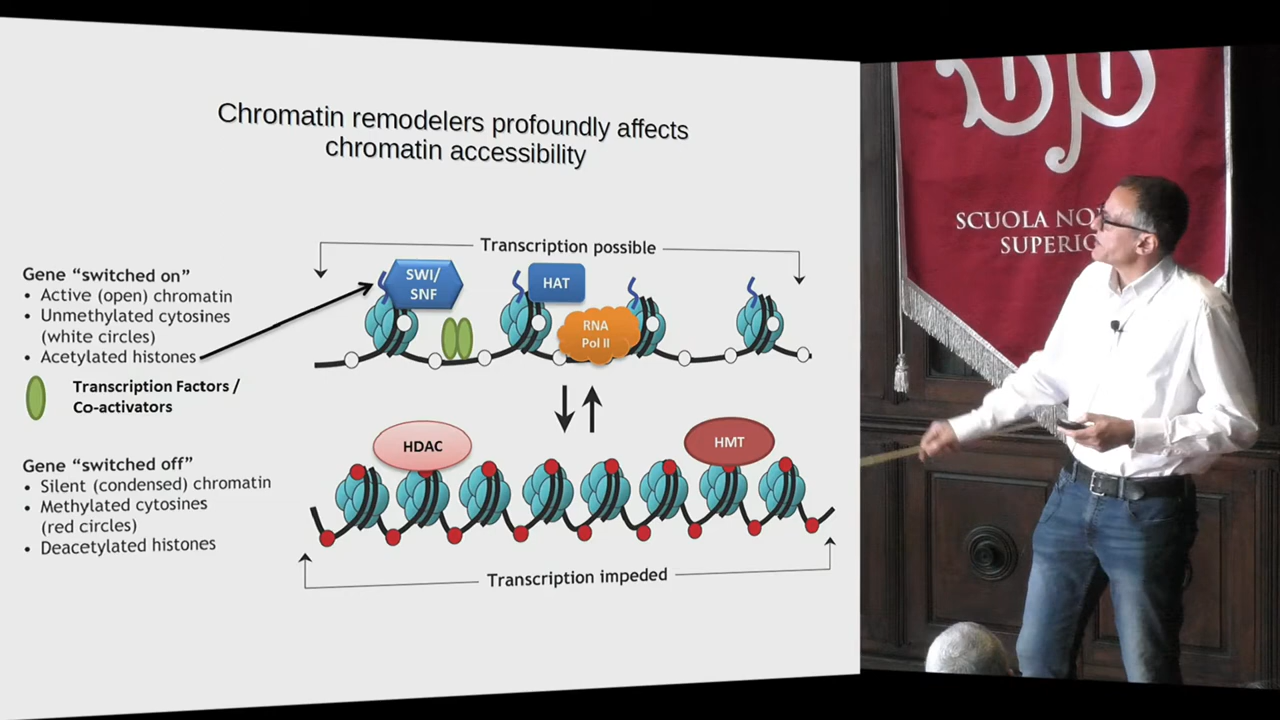 Chromatin remodelers profoundly affects
chromatin accessibility
Transcription possible
Gene “switched on”
• Active (open) chromatin
• Unmethylated cytosines
(white circles)
• Acetylated histones
Transcription Factors /
Co-activators
SWI/
SNF
HAT
RNA
Pol II
HDAC
HMT
Gene “switched off”
• Silent (condensed) chromatin
• Methylated cytosines
(red circles)
• Deacetylated histones
Transcription impeded
SCUOLA